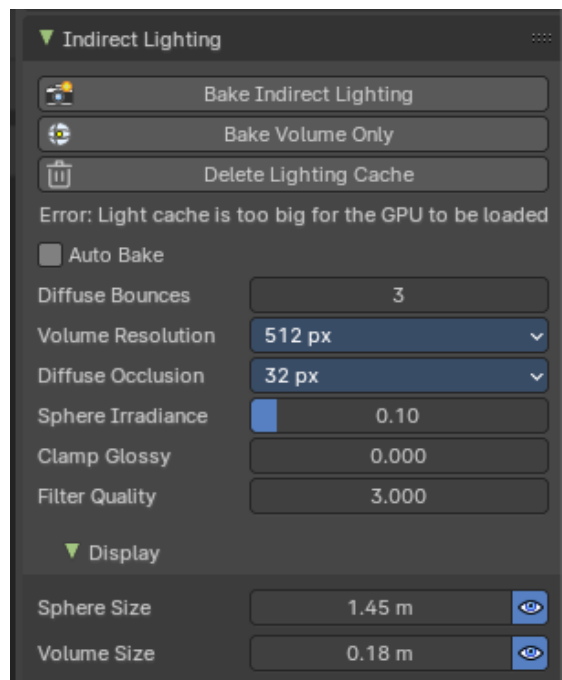 Indirect Lighting
Bake Indirect Lighting
Bake Volume Only
Delete Lighting Cache
Error: Light cache is too big for the GPU to be loaded
Auto Bake
Diffuse Bounces 3
Volume Resolution 512 px
Diffuse Occlusion 32 px
Sphere Irradiance 0.10
Clamp Glossy 0.000
Filter Quality 3.000
Display
Sphere Size 1.45 m
Volume Size 0.18 m